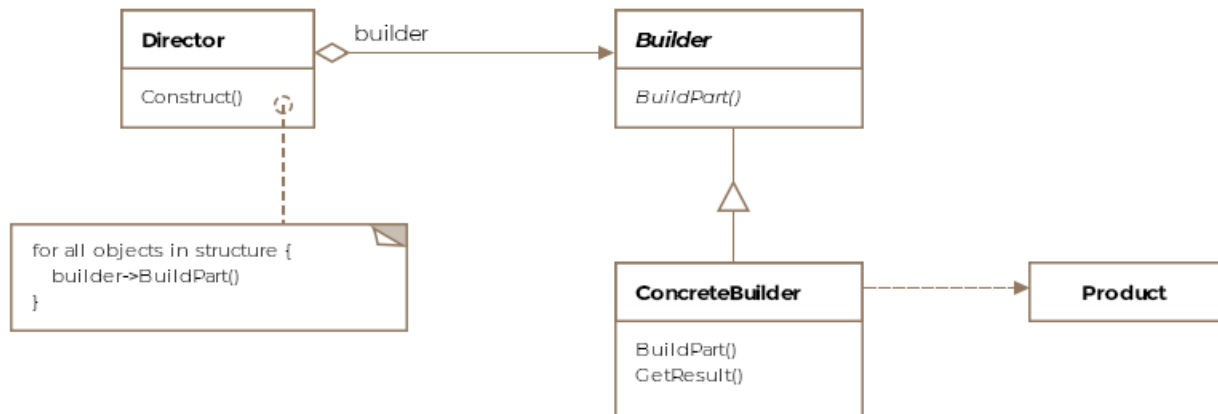 Director
builder
Builder
Construct()
BuildPart()
for all objects in structure {
builder->BuildPart()
}
ConcreteBuilder
Product
BuildPart()
GetResult()